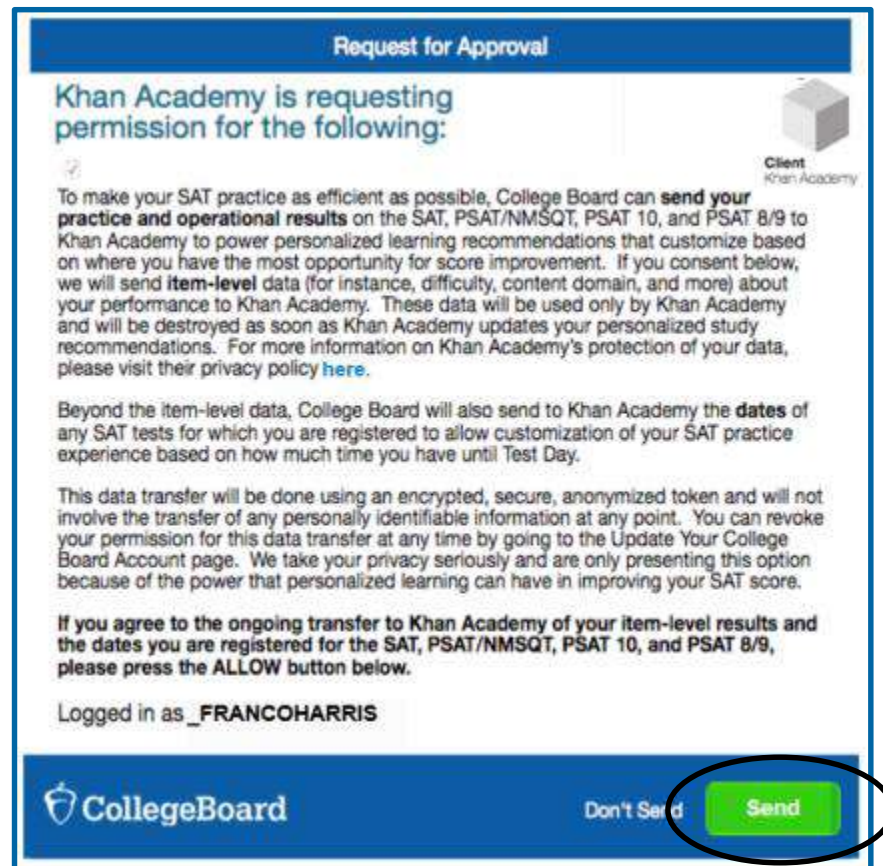 Request for Approval
Khan Academy is requesting
permission for the following:
Client
Khan Academy
To make your SAT practice as efficient as possible, College Board can send your
practice and operational results on the SAT, PSAT/NMSQT, PSAT 10, and PSAT 8/9 to
Khan Academy to power personalized learning recommendations that customize based
on where you have the most opportunity for score improvement. If you consent below,
we will send item-level data (for instance, difficulty, content domain, and more) about
your performance to Khan Academy. These data will be used only by Khan Academy
and will be destroyed as soon as Khan Academy updates your personalized study
recommendations. For more information on Khan Academy's protection of your data,
please visit their privacy policy here.
Beyond the item-level data, College Board will also send to Khan Academy the dates of
any SAT tests for which you are registered to allow customization of your SAT practice
experience based on how much time you have until Test Day.
This data transfer will be done using an encrypted, secure, anonymized token and will not
involve the transfer of any personally identifiable information at any point. You can revoke
your permission for this data transfer at any time by going to the Update Your College
Board Account page. We take your privacy seriously and are only presenting this option
because of the power that personalized learning can have in improving your SAT score.
If you agree to the ongoing transfer to Khan Academy of your item-level results and
the dates you are registered for the SAT, PSAT/NMSQT, PSAT 10, and PSAT 8/9,
please press the ALLOW button below.
Logged in as _FRANCOHARRIS
CollegeBoard
Don't Send
Send